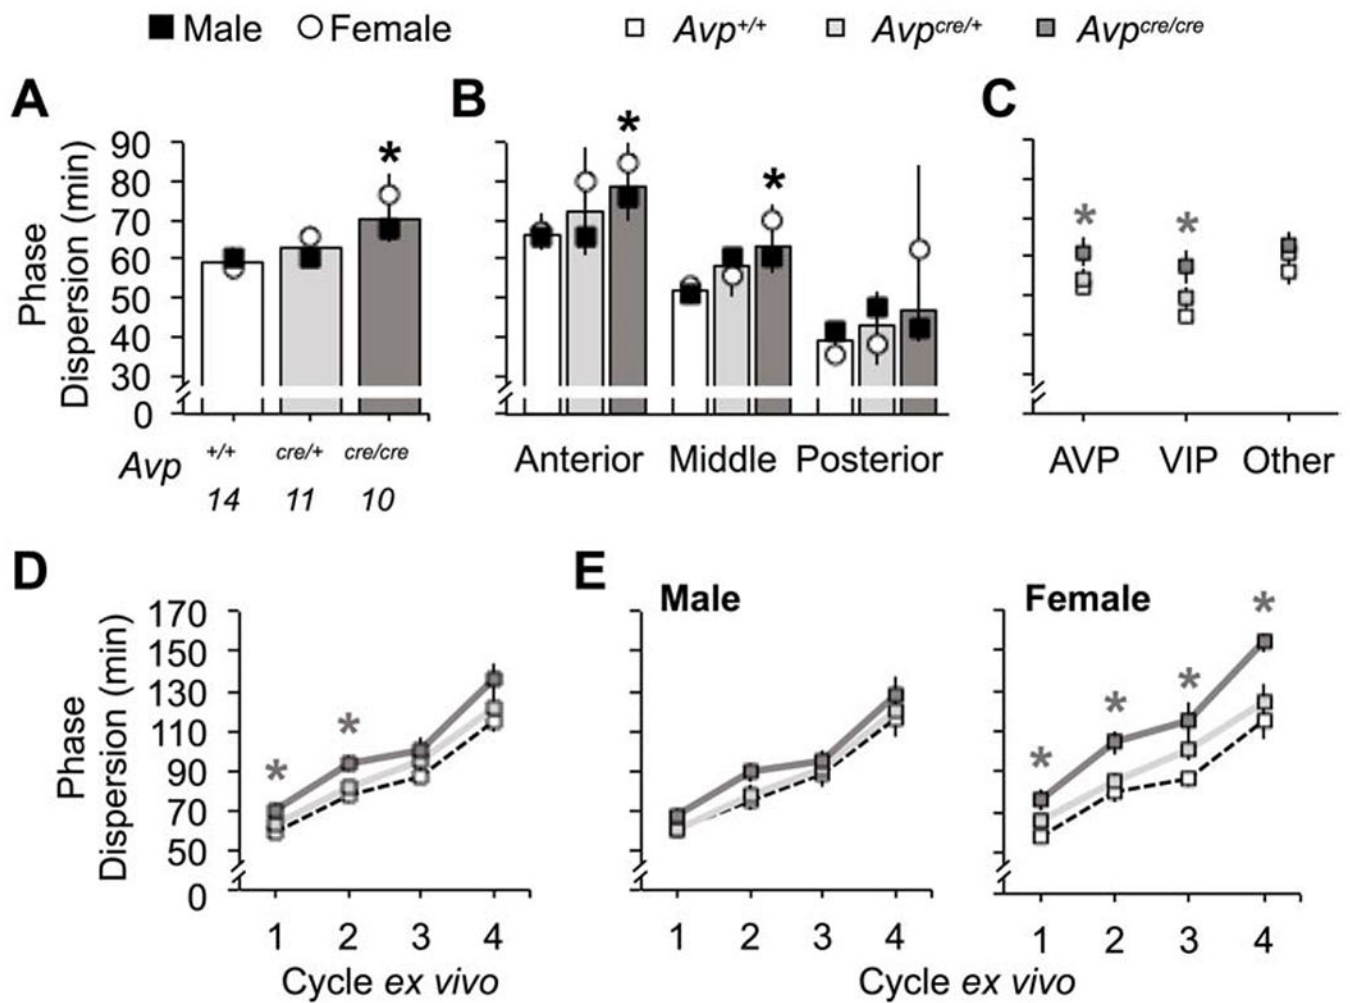 Male Female Avp+/+ Avpcre/+ Avpcre/cre
A B C
Phase
Dispersion (min)
90
80
70
60
50
40
30
0
* * * * *
Avp +/+ cre/+ cre/cre
14 11 10
Anterior Middle Posterior
AVP VIP Other
D E
Male Female
Phase
Dispersion (min)
170
150
130
110
90
70
50
0
* * * * * *
1 2 3 4 1 2 3 4 1 2 3 4
Cycle ex vivo Cycle ex vivo